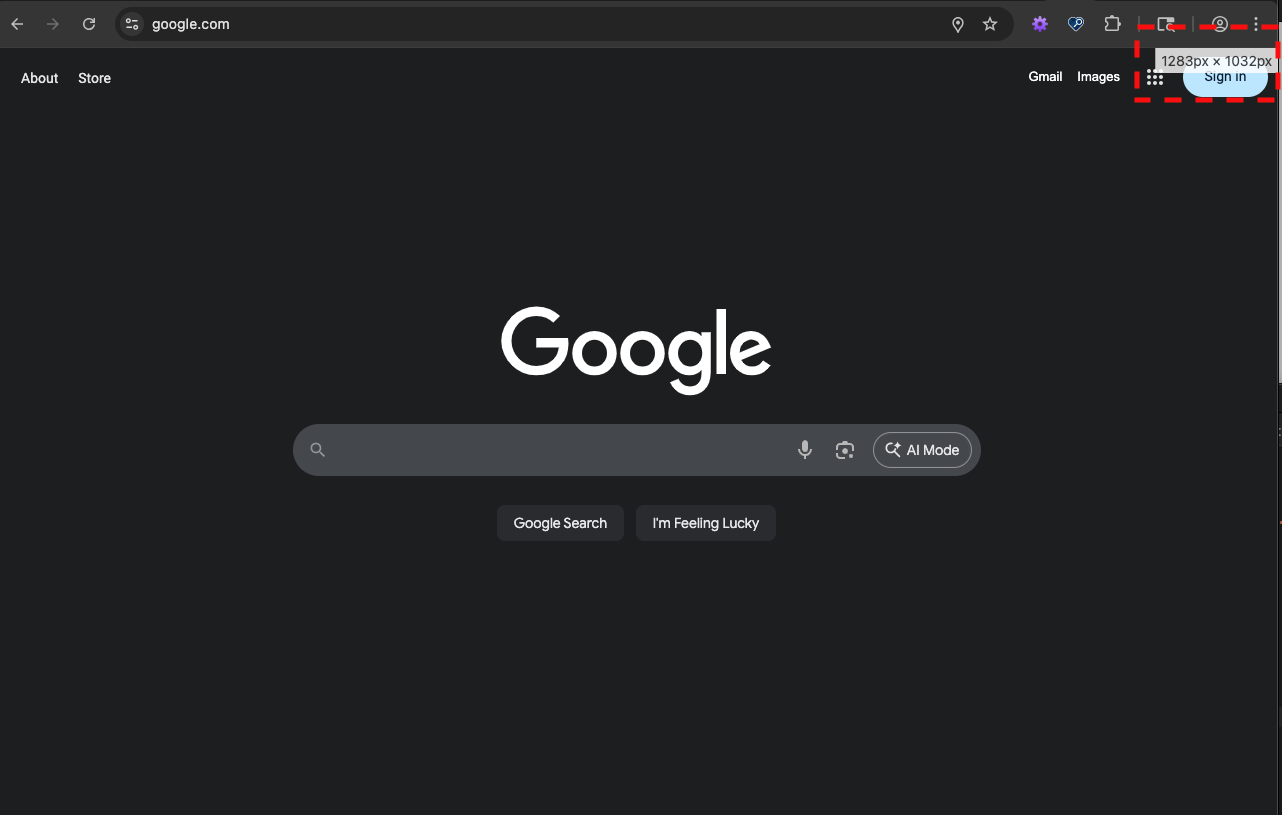 google.com
About Store Gmail Images
1283px × 1032px
Sign in
Google
AI Mode
Google Search I'm Feeling Lucky